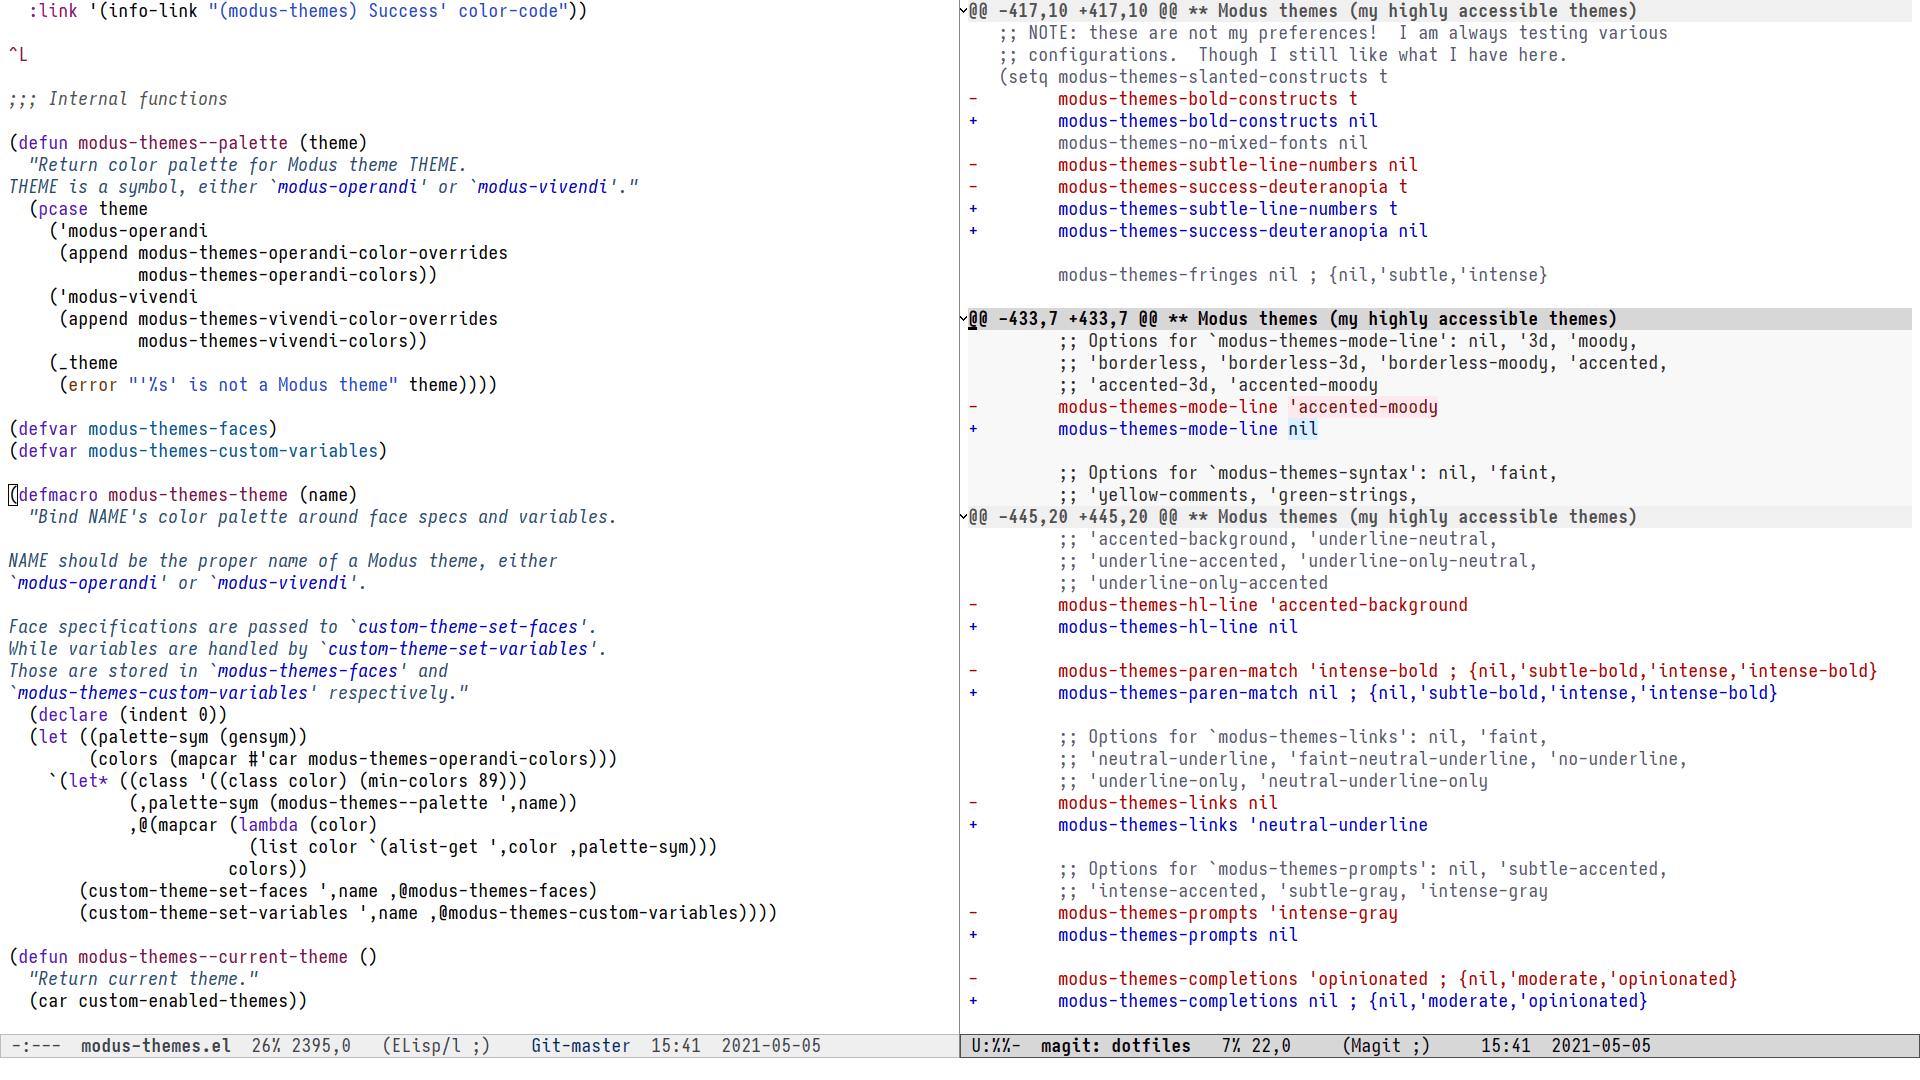 :link '(info-link "(modus-themes) Success' color-code"))

^L

;;; Internal functions

(defun modus-themes--palette (theme)
  "Return color palette for Modus theme THEME.
THEME is a symbol, either `modus-operandi' or `modus-vivendi'."
  (pcase theme
    ('modus-operandi
     (append modus-themes-operandi-color-overrides
             modus-themes-operandi-colors))
    ('modus-vivendi
     (append modus-themes-vivendi-color-overrides
             modus-themes-vivendi-colors))
    (_theme
     (error "'%s' is not a Modus theme" theme))))

(defvar modus-themes-faces)
(defvar modus-themes-custom-variables)

(defmacro modus-themes-theme (name)
  "Bind NAME's color palette around face specs and variables.

NAME should be the proper name of a Modus theme, either
`modus-operandi' or `modus-vivendi'.

Face specifications are passed to `custom-theme-set-faces'.
While variables are handled by `custom-theme-set-variables'.
Those are stored in `modus-themes-faces' and
`modus-themes-custom-variables' respectively."
  (declare (indent 0))
  (let ((palette-sym (gensym))
        (colors (mapcar #'car modus-themes-operandi-colors)))
    `(let* ((class '((class color) (min-colors 89)))
            (,palette-sym (modus-themes--palette ',name))
            ,@(mapcar (lambda (color)
                        (list color `(alist-get ',color ,palette-sym)))
                      colors))
       (custom-theme-set-faces ',name ,@modus-themes-faces)
       (custom-theme-set-variables ',name ,@modus-themes-custom-variables))))

(defun modus-themes--current-theme ()
  "Return current theme."
  (car custom-enabled-themes))

-:---  modus-themes.el  26% 2395,0   (ELisp/l ;)    Git-master  15:41  2021-05-05
@@ -417,10 +417,10 @@ ** Modus themes (my highly accessible themes)
   ;; NOTE: these are not my preferences!  I am always testing various
   ;; configurations.  Though I still like what I have here.
   (setq modus-themes-slanted-constructs t
-        modus-themes-bold-constructs t
+        modus-themes-bold-constructs nil
         modus-themes-no-mixed-fonts nil
-        modus-themes-subtle-line-numbers nil
-        modus-themes-success-deuteranopia t
+        modus-themes-subtle-line-numbers t
+        modus-themes-success-deuteranopia nil

         modus-themes-fringes nil ; {nil,'subtle,'intense}

@@ -433,7 +433,7 @@ ** Modus themes (my highly accessible themes)
         ;; Options for `modus-themes-mode-line': nil, '3d, 'moody,
         ;; 'borderless, 'borderless-3d, 'borderless-moody, 'accented,
         ;; 'accented-3d, 'accented-moody
-        modus-themes-mode-line 'accented-moody
+        modus-themes-mode-line nil

         ;; Options for `modus-themes-syntax': nil, 'faint,
         ;; 'yellow-comments, 'green-strings,
@@ -445,20 +445,20 @@ ** Modus themes (my highly accessible themes)
         ;; 'accented-background, 'underline-neutral,
         ;; 'underline-accented, 'underline-only-neutral,
         ;; 'underline-only-accented
-        modus-themes-hl-line 'accented-background
+        modus-themes-hl-line nil

-        modus-themes-paren-match 'intense-bold ; {nil,'subtle-bold,'intense,'intense-bold}
+        modus-themes-paren-match nil ; {nil,'subtle-bold,'intense,'intense-bold}

         ;; Options for `modus-themes-links': nil, 'faint,
         ;; 'neutral-underline, 'faint-neutral-underline, 'no-underline,
         ;; 'underline-only, 'neutral-underline-only
-        modus-themes-links nil
+        modus-themes-links 'neutral-underline

         ;; Options for `modus-themes-prompts': nil, 'subtle-accented,
         ;; 'intense-accented, 'subtle-gray, 'intense-gray
-        modus-themes-prompts 'intense-gray
+        modus-themes-prompts nil

-        modus-themes-completions 'opinionated ; {nil,'moderate,'opinionated}
+        modus-themes-completions nil ; {nil,'moderate,'opinionated}

U:%%-  magit: dotfiles   7% 22,0     (Magit ;)     15:41  2021-05-05